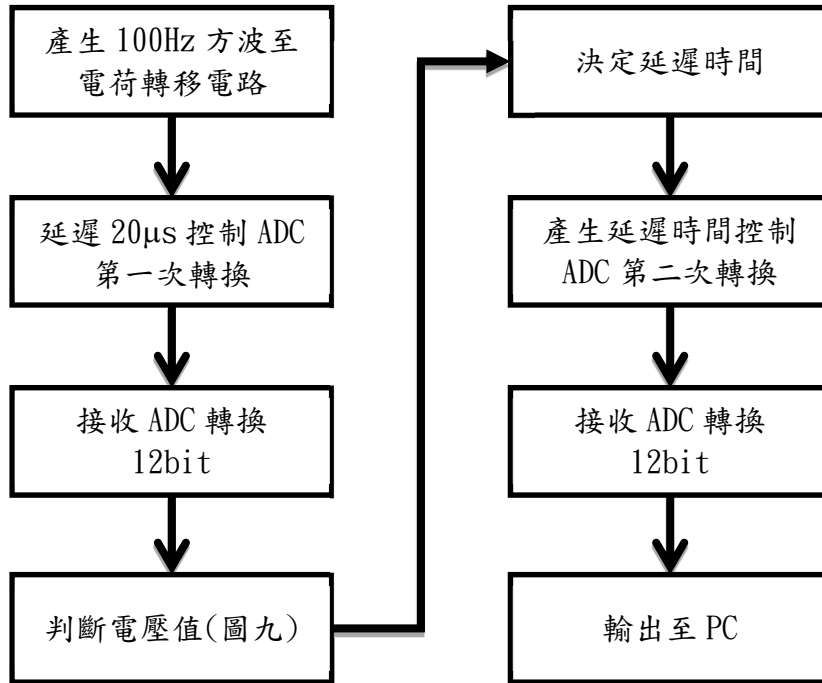 產生 100Hz 方波至
電荷轉移電路
延遲 20μs 控制 ADC
第一次轉換
接收 ADC 轉換
12bit
判斷電壓值(圖九)
決定延遲時間
產生延遲時間控制
ADC 第二次轉換
接收 ADC 轉換
12bit
輸出至 PC